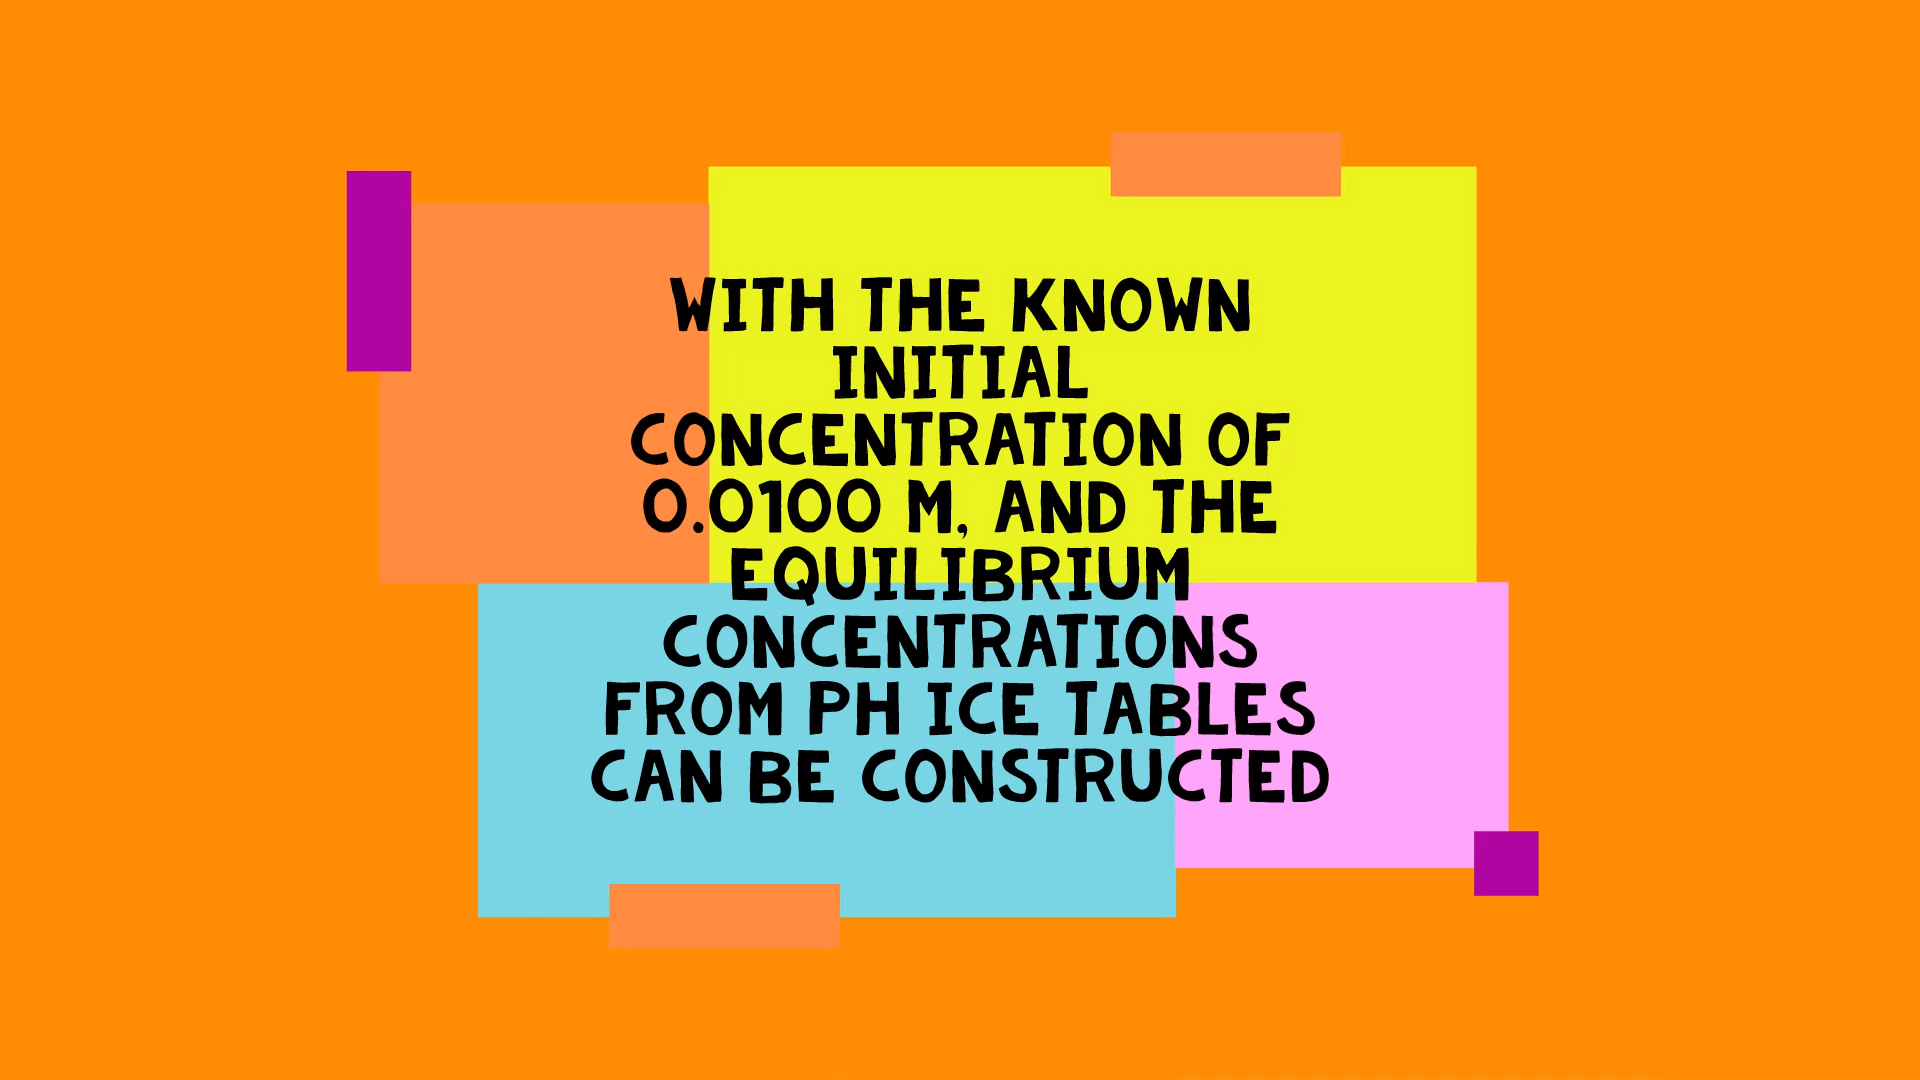 WITH THE KNOWN
INITIAL
CONCENTRATION OF
0.0100 M, AND THE
EQUILIBRIUM
CONCENTRATIONS
FROM PH ICE TABLES
CAN BE CONSTRUCTED